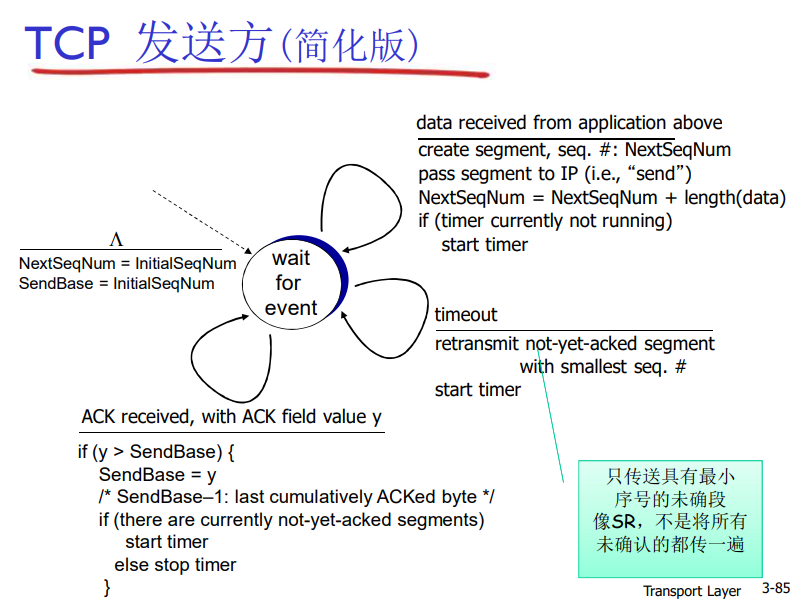 TCP 发送方(简化版)
data received from application above
create segment, seq. #: NextSeqNum
pass segment to IP (i.e., “send”)
NextSeqNum = NextSeqNum + length(data)
if (timer currently not running)
start timer
Λ
NextSeqNum = InitialSeqNum
SendBase = InitialSeqNum
wait
for
event
timeout
retransmit not-yet-acked segment
with smallest seq. #
start timer
ACK received, with ACK field value y
if (y > SendBase) {
SendBase = y
/* SendBase–1: last cumulatively ACKed byte */
if (there are currently not-yet-acked segments)
start timer
else stop timer
}
只传送具有最小
序号的未确段
像SR，不是将所有
未确认的都传一遍
Transport Layer 3-85